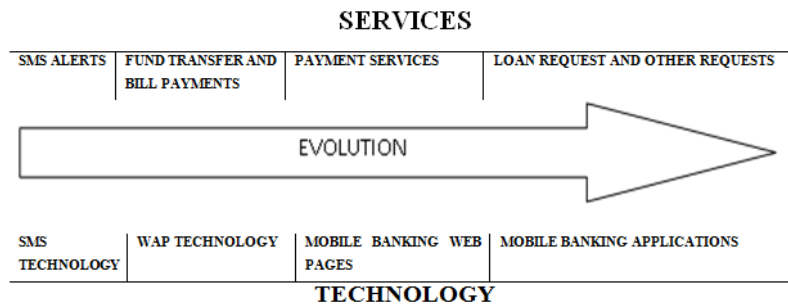 SERVICES
SMS ALERTS
FUND TRANSFER AND
BILL PAYMENTS
PAYMENT SERVICES
LOAN REQUEST AND OTHER REQUESTS
EVOLUTION
SMS
TECHNOLOGY
WAP TECHNOLOGY
MOBILE BANKING WEB
PAGES
MOBILE BANKING APPLICATIONS
TECHNOLOGY